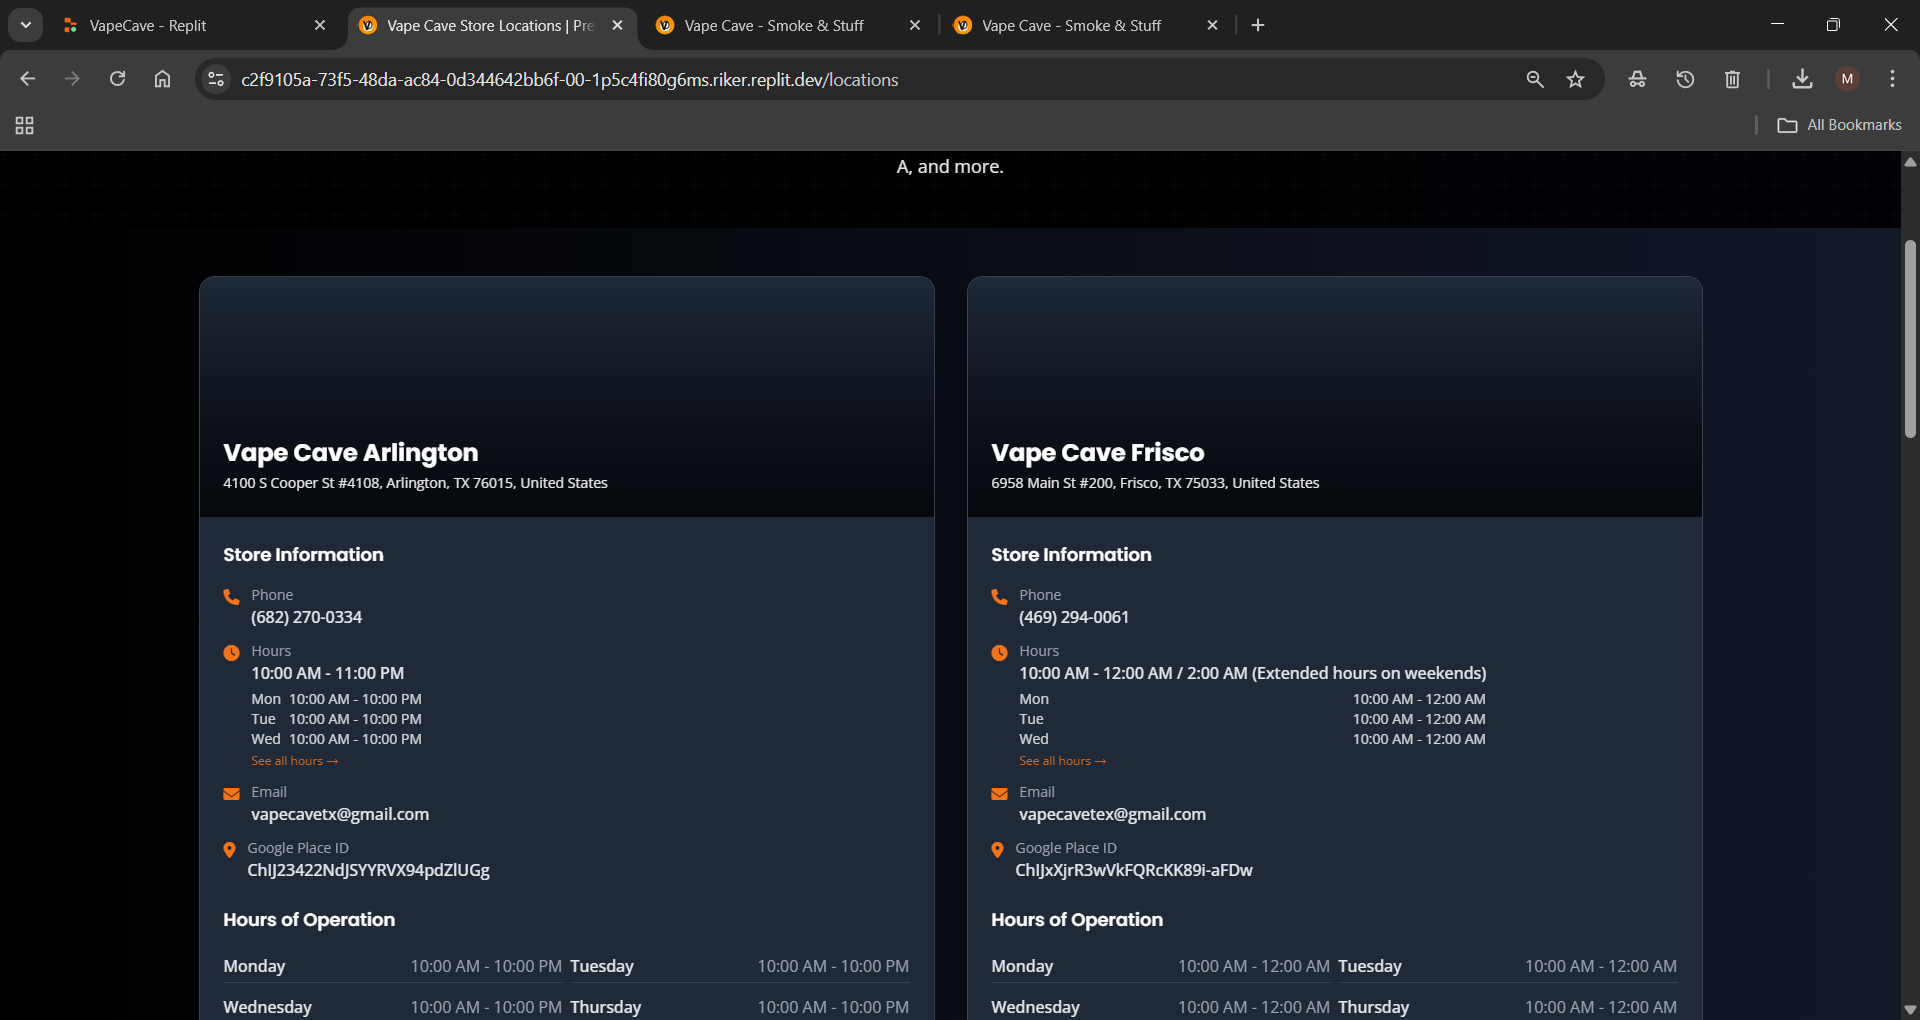 VapeCave - Replit
Vape Cave Store Locations | Pre
Vape Cave - Smoke & Stuff
Vape Cave - Smoke & Stuff
c2f9105a-73f5-48da-ac84-0d344642bb6f-00-1p5c4fi80g6ms.riker.replit.dev/locations
M
All Bookmarks
A, and more.
Vape Cave Arlington
4100 S Cooper St #4108, Arlington, TX 76015, United States
Store Information
Phone
(682) 270-0334
Hours
10:00 AM - 11:00 PM
Mon 10:00 AM - 10:00 PM
Tue 10:00 AM - 10:00 PM
Wed 10:00 AM - 10:00 PM
See all hours →
Email
vapecavetx@gmail.com
Google Place ID
ChIJ23422NdJSYYRVX94pdZlUGg
Hours of Operation
Monday 10:00 AM - 10:00 PM Tuesday 10:00 AM - 10:00 PM
Wednesday 10:00 AM - 10:00 PM Thursday 10:00 AM - 10:00 PM
Vape Cave Frisco
6958 Main St #200, Frisco, TX 75033, United States
Store Information
Phone
(469) 294-0061
Hours
10:00 AM - 12:00 AM / 2:00 AM (Extended hours on weekends)
Mon 10:00 AM - 12:00 AM
Tue 10:00 AM - 12:00 AM
Wed 10:00 AM - 12:00 AM
See all hours →
Email
vapecavetex@gmail.com
Google Place ID
ChIJxXjrR3wVkFQRcKK89i-aFDw
Hours of Operation
Monday 10:00 AM - 12:00 AM Tuesday 10:00 AM - 12:00 AM
Wednesday 10:00 AM - 12:00 AM Thursday 10:00 AM - 12:00 AM